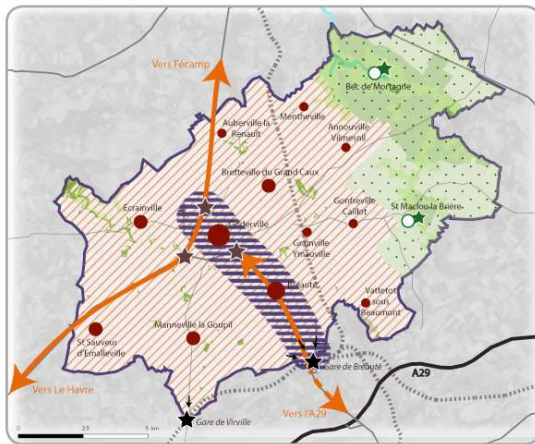 Vers Fécamp
Bec de Mortagne
Mentheville
Auberville la
Renault
Annouville
Vilmesnil
Bretteville du Grand Caux
Ecrainville
Goderville
Gonfreville
Caillot
St Maclou la Brière
Grainville
Ymauville
Bréauté
Vattetot
sous
Beaumont
Manneville la Goupil
St Sauveur
d'Emalleville
Gare de Bréauté
A29
Vers Le Havre
Vers l'A29
Gare de Virville
0 2,5 5 km